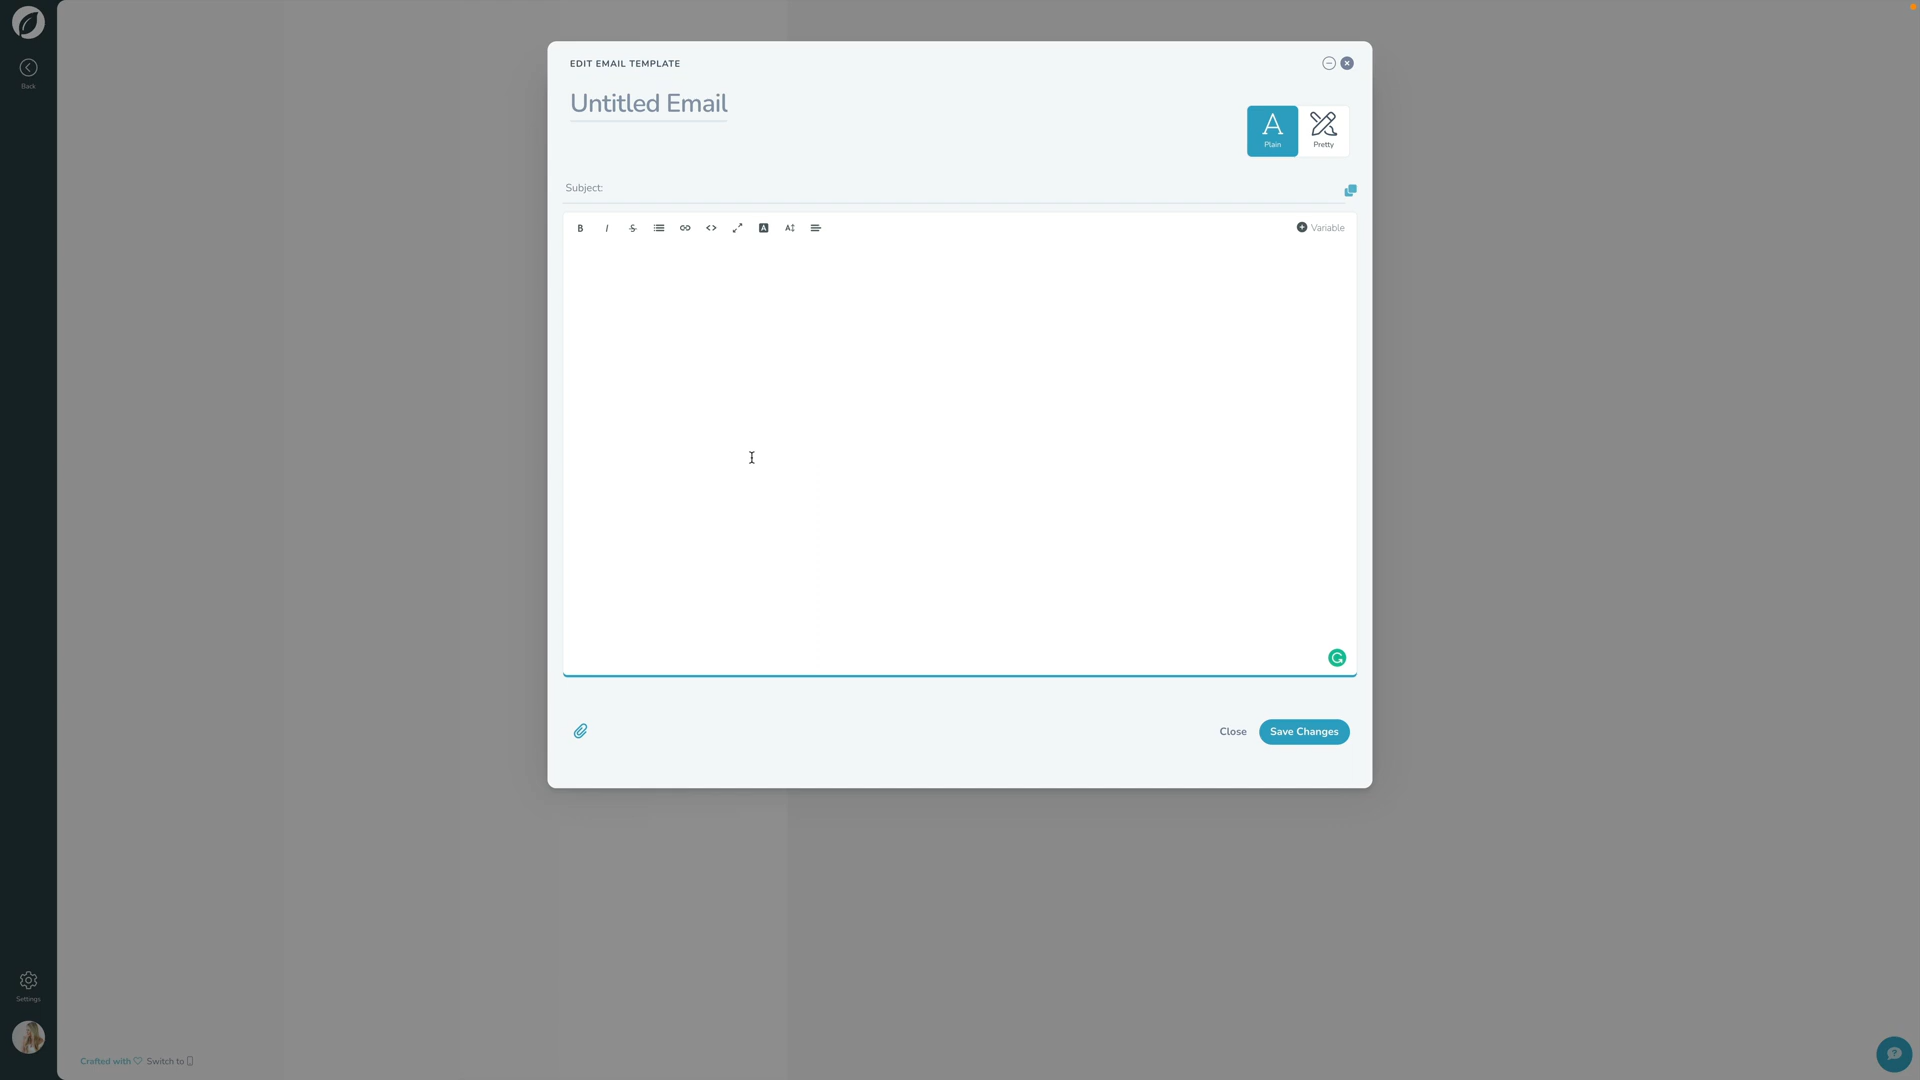 Back
EDIT EMAIL TEMPLATE
Untitled Email
Plain
Pretty
Subject:
Variable
Close
Save Changes
Settings
Crafted with Switch to